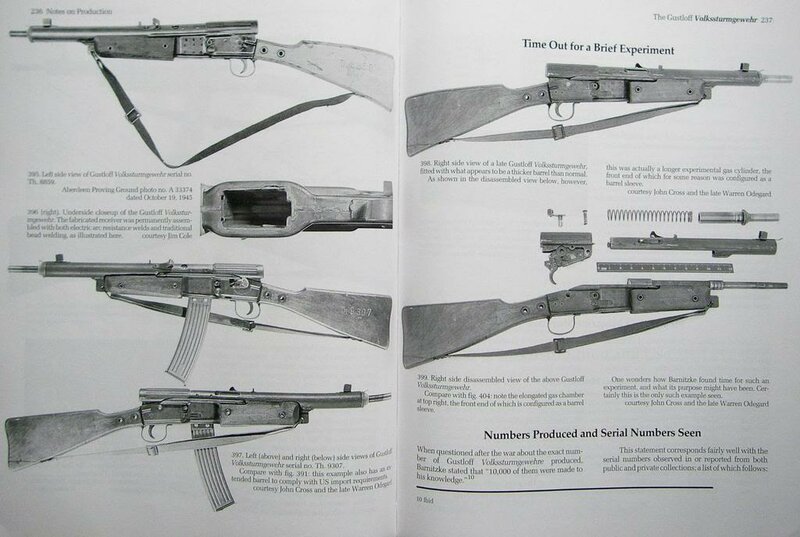 236 Notes on Production
395. Left side view of Gustloff Volkssturmgewehr serial no.
Th. 8859.
Aberdeen Proving Ground photo no. A 33374
dated October 19, 1945
396 (right). Underside closeup of the Gustloff Volkstur-
mgewehr. The fabricated receiver was permanently assem-
bled with both electric arc resistance welds and traditional
bead welding, as illustrated here. courtesy Jim Cole
397. Left (above) and right (below) side views of Gustloff
Volkssturmgewehr serial no. Th. 9307.
Compare with fig. 391: this example also has an ex-
tended barrel to comply with US import requirements.
courtesy John Cross and the late Warren Odegard
The Gustloff Volkssturmgewehr 237
Time Out for a Brief Experiment
398. Right side view of a late Gustloff Volkssturmgewehr,
fitted with what appears to be a thicker barrel than normal.
As shown in the disassembled view below, however,
this was actually a longer experimental gas cylinder, the
front end of which for some reason was configured as a
barrel sleeve.
courtesy John Cross and the late Warren Odegard
399. Right side disassembled view of the above Gustloff
Volkssturmgewehr.
Compare with fig. 404: note the elongated gas chamber
at top right, the front end of which is configured as a barrel
sleeve.
One wonders how Barnitzke found time for such an
experiment, and what its purpose might have been. Cer-
tainly this is the only such example seen.
courtesy John Cross and the late Warren Odegard
Numbers Produced and Serial Numbers Seen
When questioned after the war about the exact num-
ber of Gustloff Volkssturmgewehre produced,
Barnitzke stated that "10,000 of them were made to
his knowledge."10
This statement corresponds fairly well with the
serial numbers observed in or reported from both
public and private collections; a list of which follows:
10 Ibid